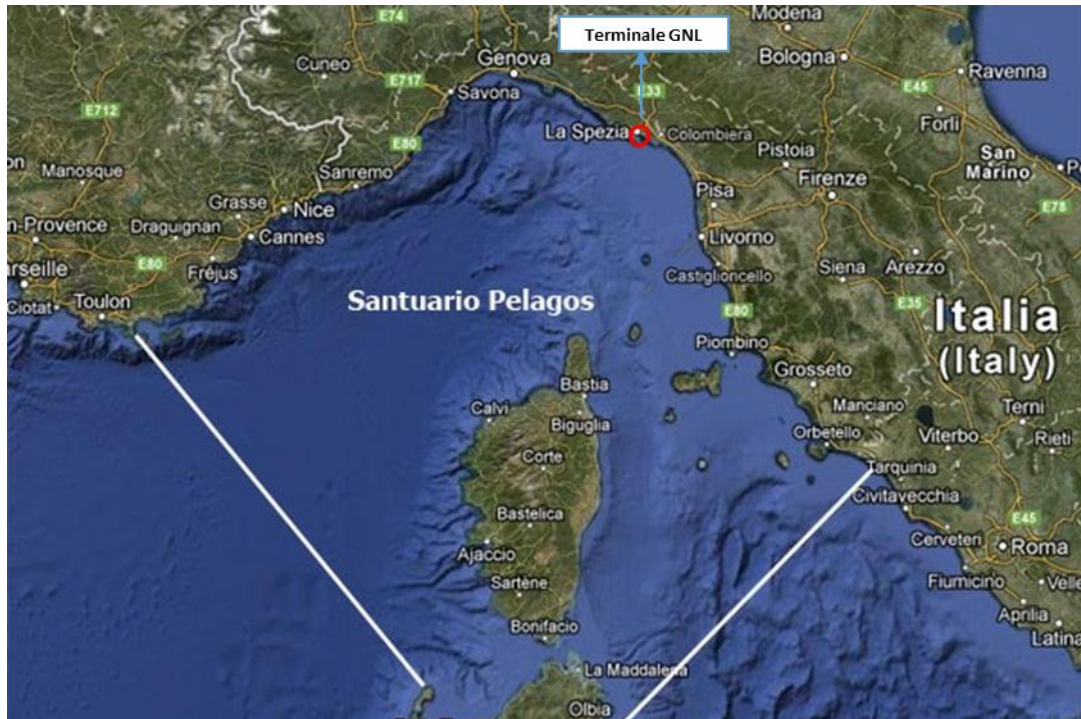 E74
Modena
Terminale GNL
Cuneo
Genova
Bologna
Ravenna
E717
E33
Savona
E45
E712
La Spezia
Colombiera
Forlì
E80
Pistoia
San
Marino
Manosque
Sanremo
Firenze
Pisa
Grasse
Nice
E78
n-Provence
Draguignan
Cannes
Livorno
E80
Siena
Arezzo
arseille
Fréjus
Castiglioncello
Ciotat
Toulon
Santuario Pelagos
E35
Italia
(Italy)
E80
Piombino
Grosseto
Bastia
Calvi
Manciano
Terni
Biguglia
Orbetello
Viterbo
Rieti
Corte
Tarquinia
Civitavecchia
Bastelica
E45
Cerveteri
Roma
Ajaccio
Sartène
Fiumicino
Velle
Aprilia
Bonifacio
Latina
La Maddalena
Olbia